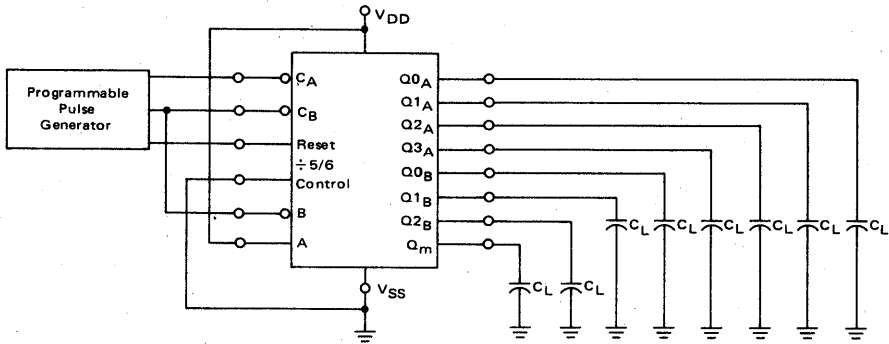 V_DD
Programmable
Pulse
Generator
C_A
C_B
Reset
÷ 5/6
Control
B
A
Q0_A
Q1_A
Q2_A
Q3_A
Q0_B
Q1_B
Q2_B
Q_m
C_L
C_L
C_L
C_L
C_L
C_L
C_L
C_L
V_SS